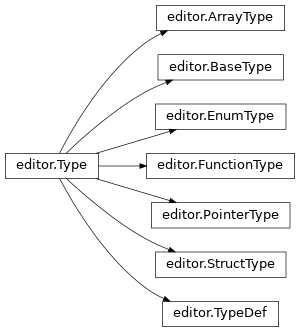 editor.ArrayType
editor.BaseType
editor.EnumType
editor.Type
editor.FunctionType
editor.PointerType
editor.StructType
editor.TypeDef